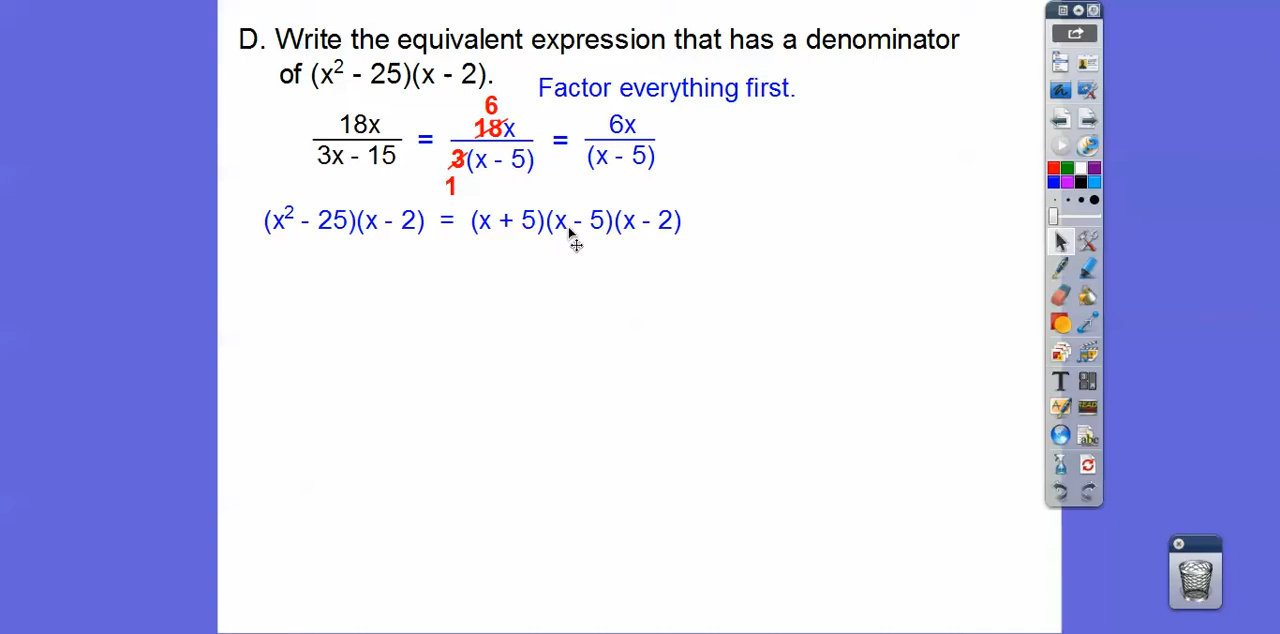 D. Write the equivalent expression that has a denominator
of (x² - 25)(x - 2).
Factor everything first.
6
18x / 3x - 15 = 18x / 3(x - 5) = 6x / (x - 5)
1
(x² - 25)(x - 2) = (x + 5)(x - 5)(x - 2)